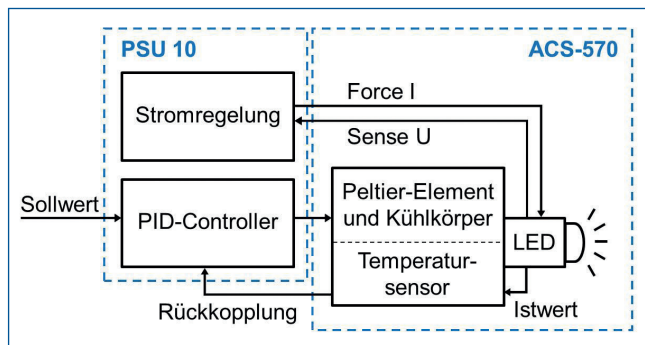 PSU 10
ACS-570
Stromregelung
Force I
Sense U
Sollwert
PID-Controller
Peltier-Element
und Kühlkörper
LED
Temperatur-
sensor
Rückkopplung
Istwert